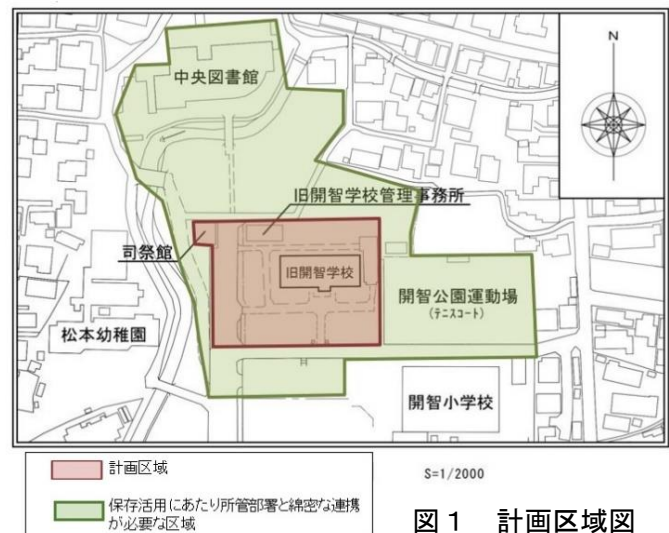 N
中央図書館
旧開智学校管理事務所
司祭館
旧開智学校
開智公園運動場
(テニスコート)
松本幼稚園
開智小学校
計画区域
S=1/2000
保存活用にあたり所管部署と綿密な連携
が必要な区域
図1 計画区域図